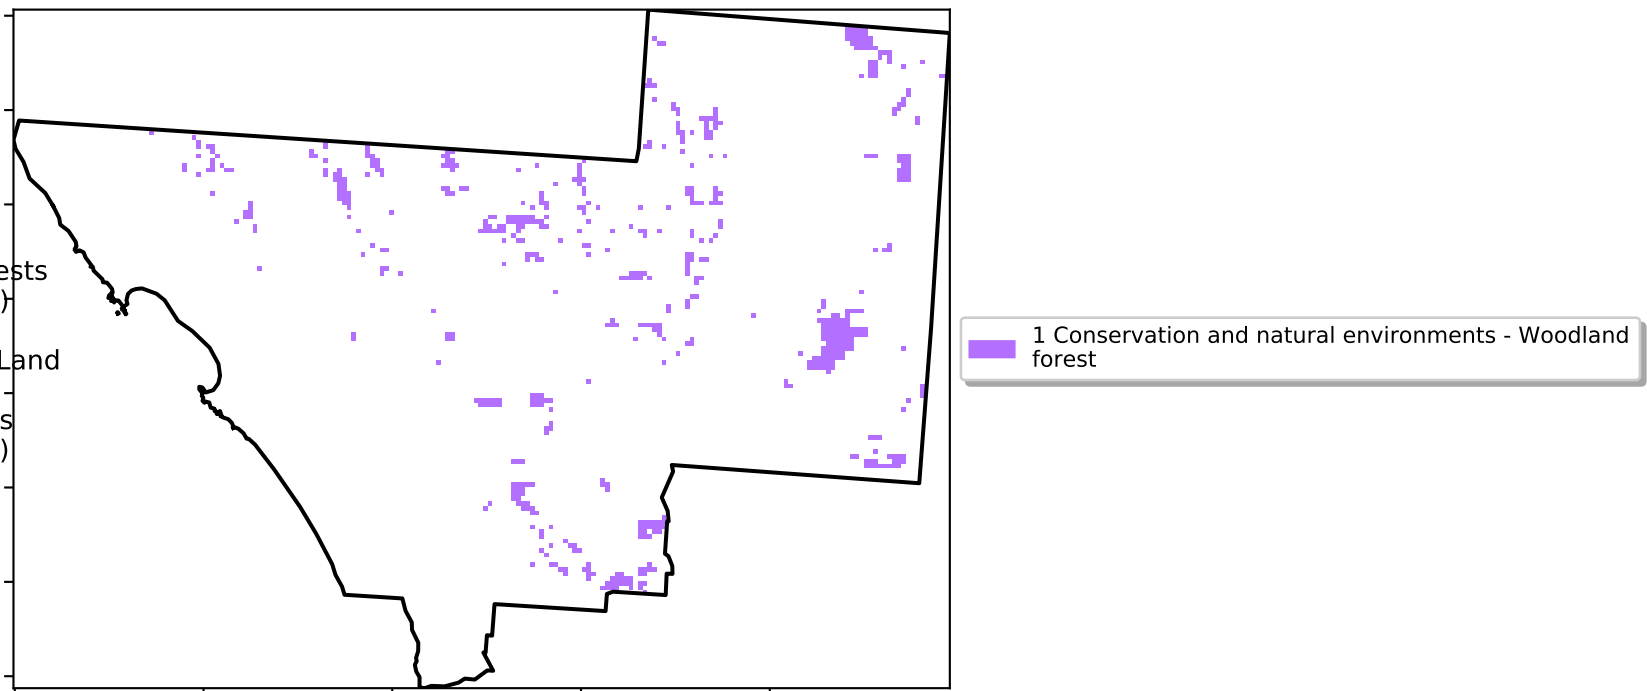 ests
)
1 Conservation and natural environments - Woodland
forest
Land
s
)